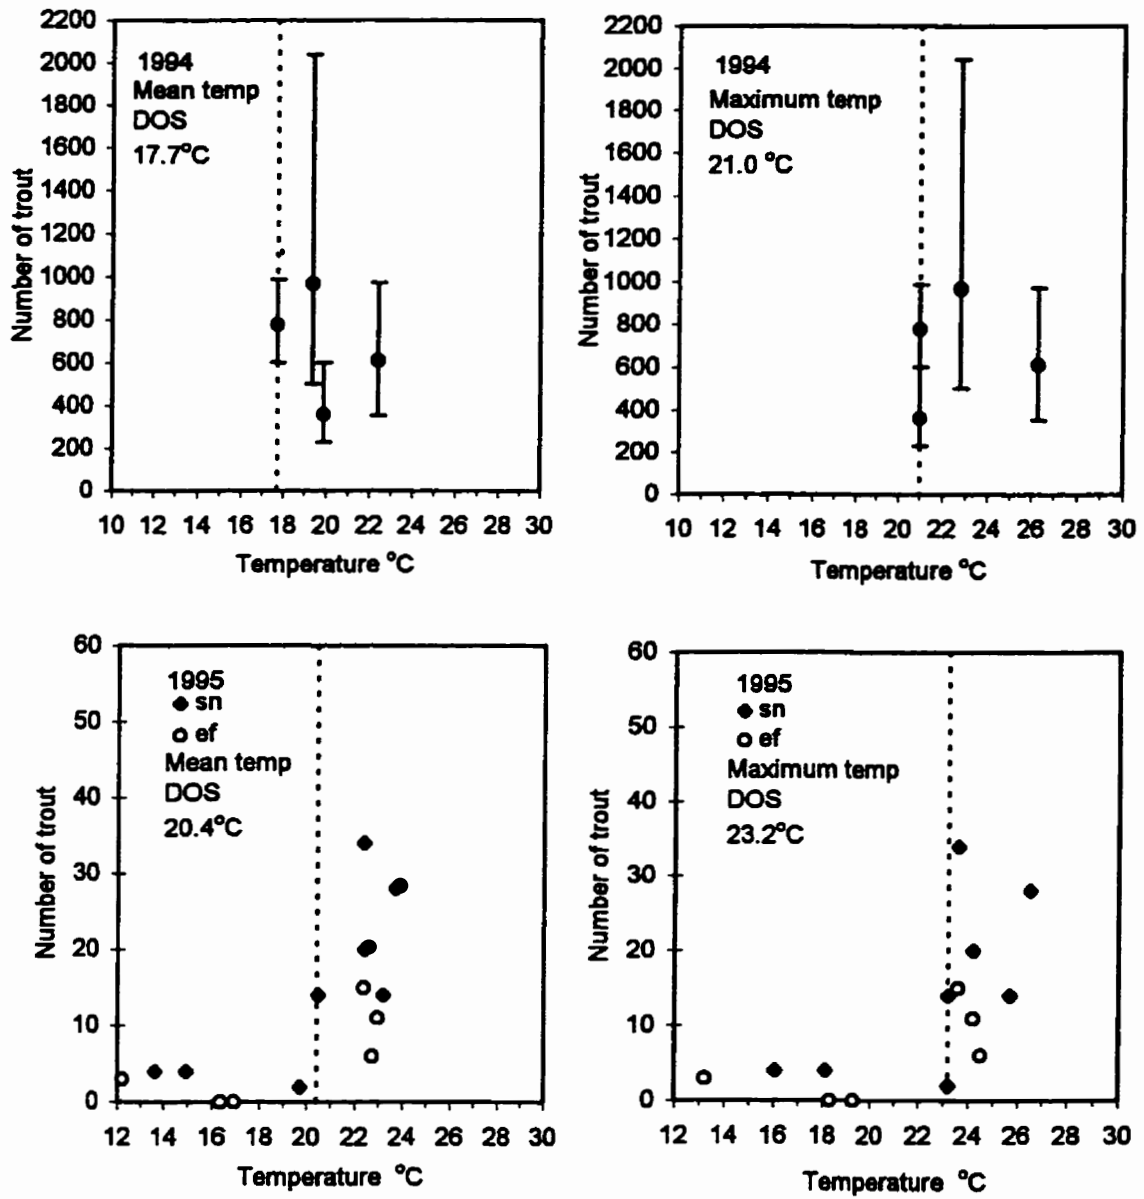 2200
2000
1800
1600
1400
1200
1000
800
600
400
200
0
Number of trout
1994
Mean temp
DOS
17.7°C
10 12 14 16 18 20 22 24 26 28 30
Temperature °C
2200
2000
1800
1600
1400
1200
1000
800
600
400
200
0
Number of trout
1994
Maximum temp
DOS
21.0 °C
10 12 14 16 18 20 22 24 26 28 30
Temperature °C
60
50
40
30
20
10
0
Number of trout
1995
sn
ef
Mean temp
DOS
20.4°C
12 14 16 18 20 22 24 26 28 30
Temperature °C
60
50
40
30
20
10
0
Number of trout
1995
sn
ef
Maximum temp
DOS
23.2°C
12 14 16 18 20 22 24 26 28 30
Temperature °C